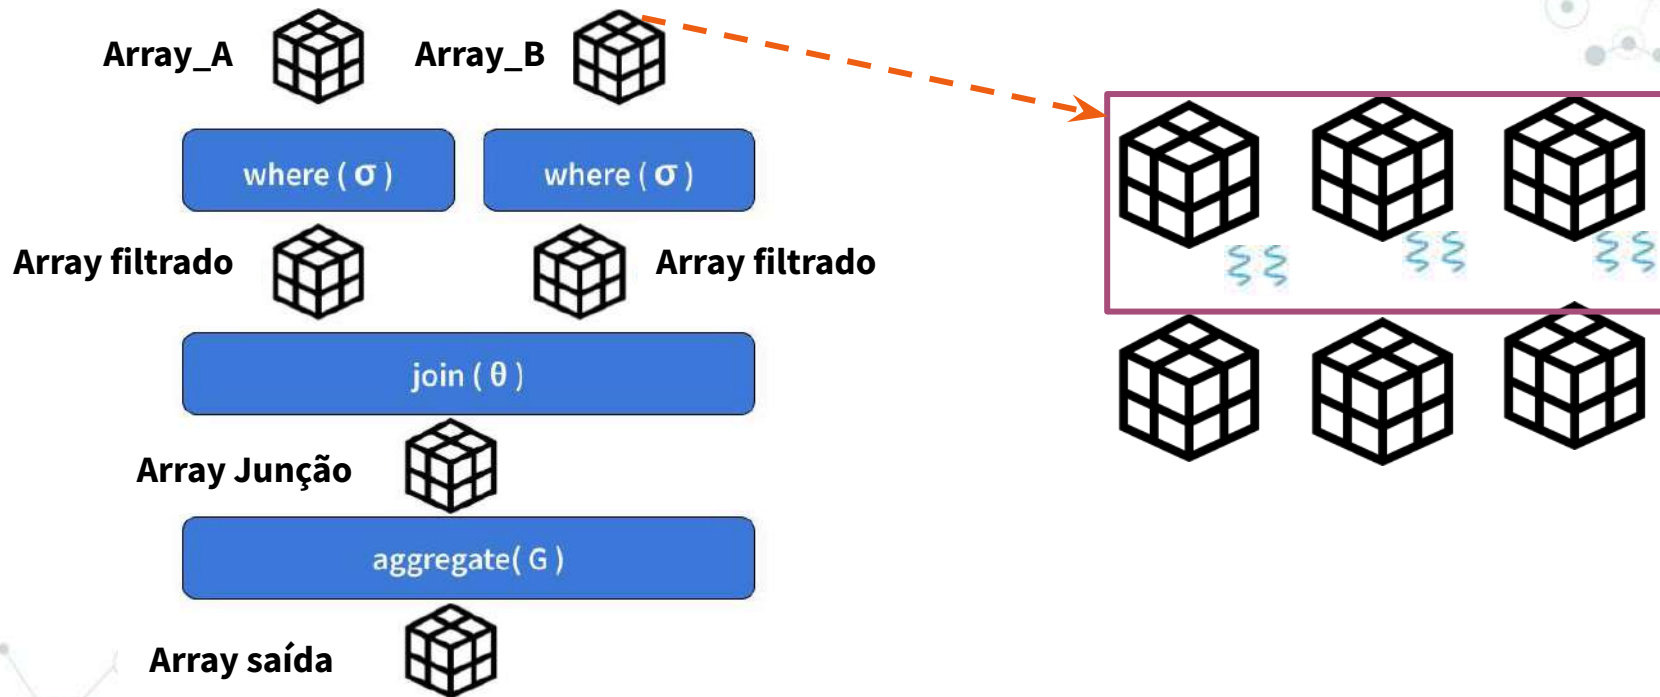 Array_A
Array_B
where ( σ )
where ( σ )
Array filtrado
Array filtrado
join ( θ )
Array Junção
aggregate( G )
Array saída